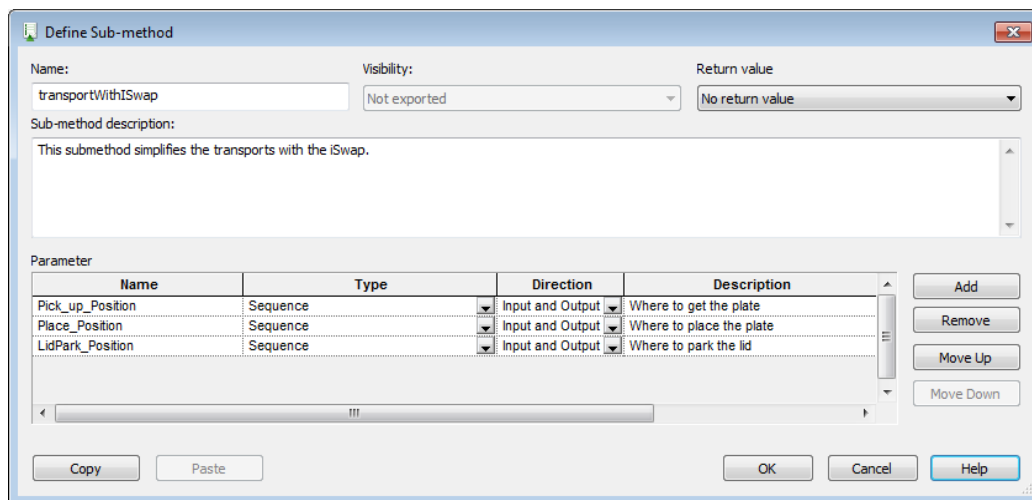 Define Sub-method
Name: Visibility: Return value
transportWithISwap Not exported No return value
Sub-method description:
This submethod simplifies the transports with the iSwap.
Parameter
Name Type Direction Description
Pick_up_Position Sequence Input and Output Where to get the plate
Place_Position Sequence Input and Output Where to place the plate
LidPark_Position Sequence Input and Output Where to park the lid
Add
Remove
Move Up
Move Down
Copy Paste OK Cancel Help